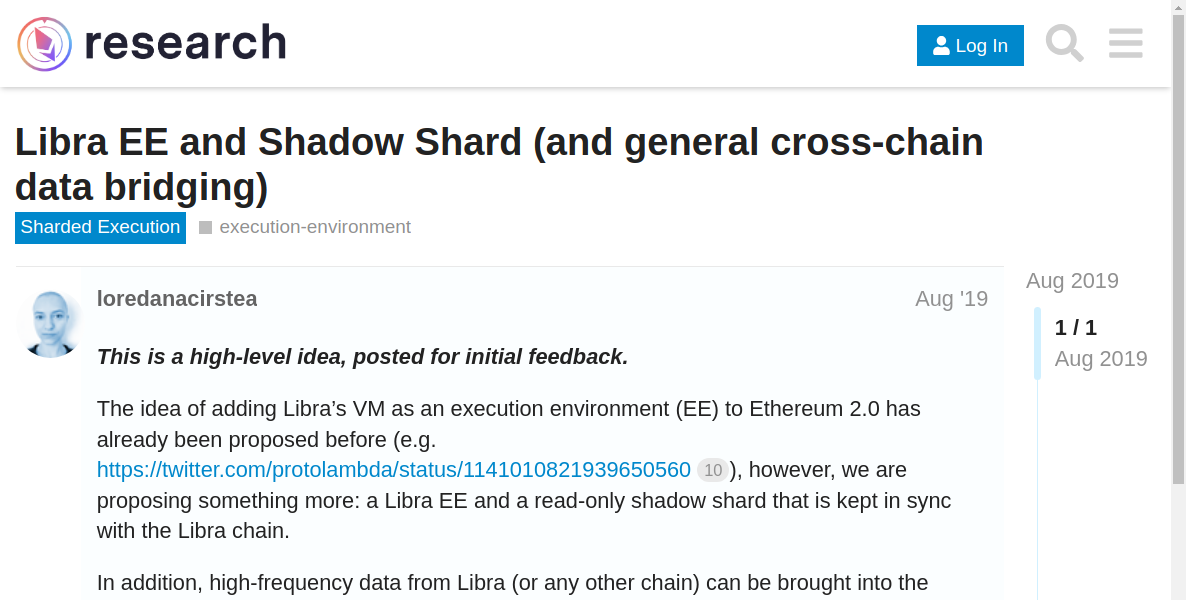 research
Log In
Libra EE and Shadow Shard (and general cross-chain
data bridging)
Sharded Execution
execution-environment
loredanacirstea
Aug '19
This is a high-level idea, posted for initial feedback.
The idea of adding Libra’s VM as an execution environment (EE) to Ethereum 2.0 has
already been proposed before (e.g.
https://twitter.com/protolambda/status/1141010821939650560 10), however, we are
proposing something more: a Libra EE and a read-only shadow shard that is kept in sync
with the Libra chain.
In addition, high-frequency data from Libra (or any other chain) can be brought into the
Aug 2019
1 / 1
Aug 2019